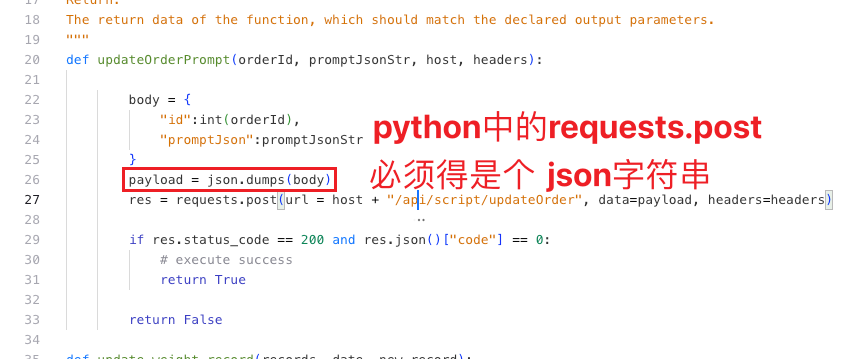 17
Return:
18 The return data of the function, which should match the declared output parameters.
19 """
20 def updateOrderPrompt(orderId, promptJsonStr, host, headers):
21
22 body = {
23 "id":int(orderId),
24 "promptJson":promptJsonStr
python中的requests.post
25 }
26 payload = json.dumps(body)
必须得是个 json字符串
27 res = requests.post(url = host + "/api/script/updateOrder", data=payload, headers=headers)
28
29 if res.status_code == 200 and res.json()["code"] == 0:
30 # execute success
31 return True
32
33 return False
34
35 def update_weight_record(records, date, new_record):